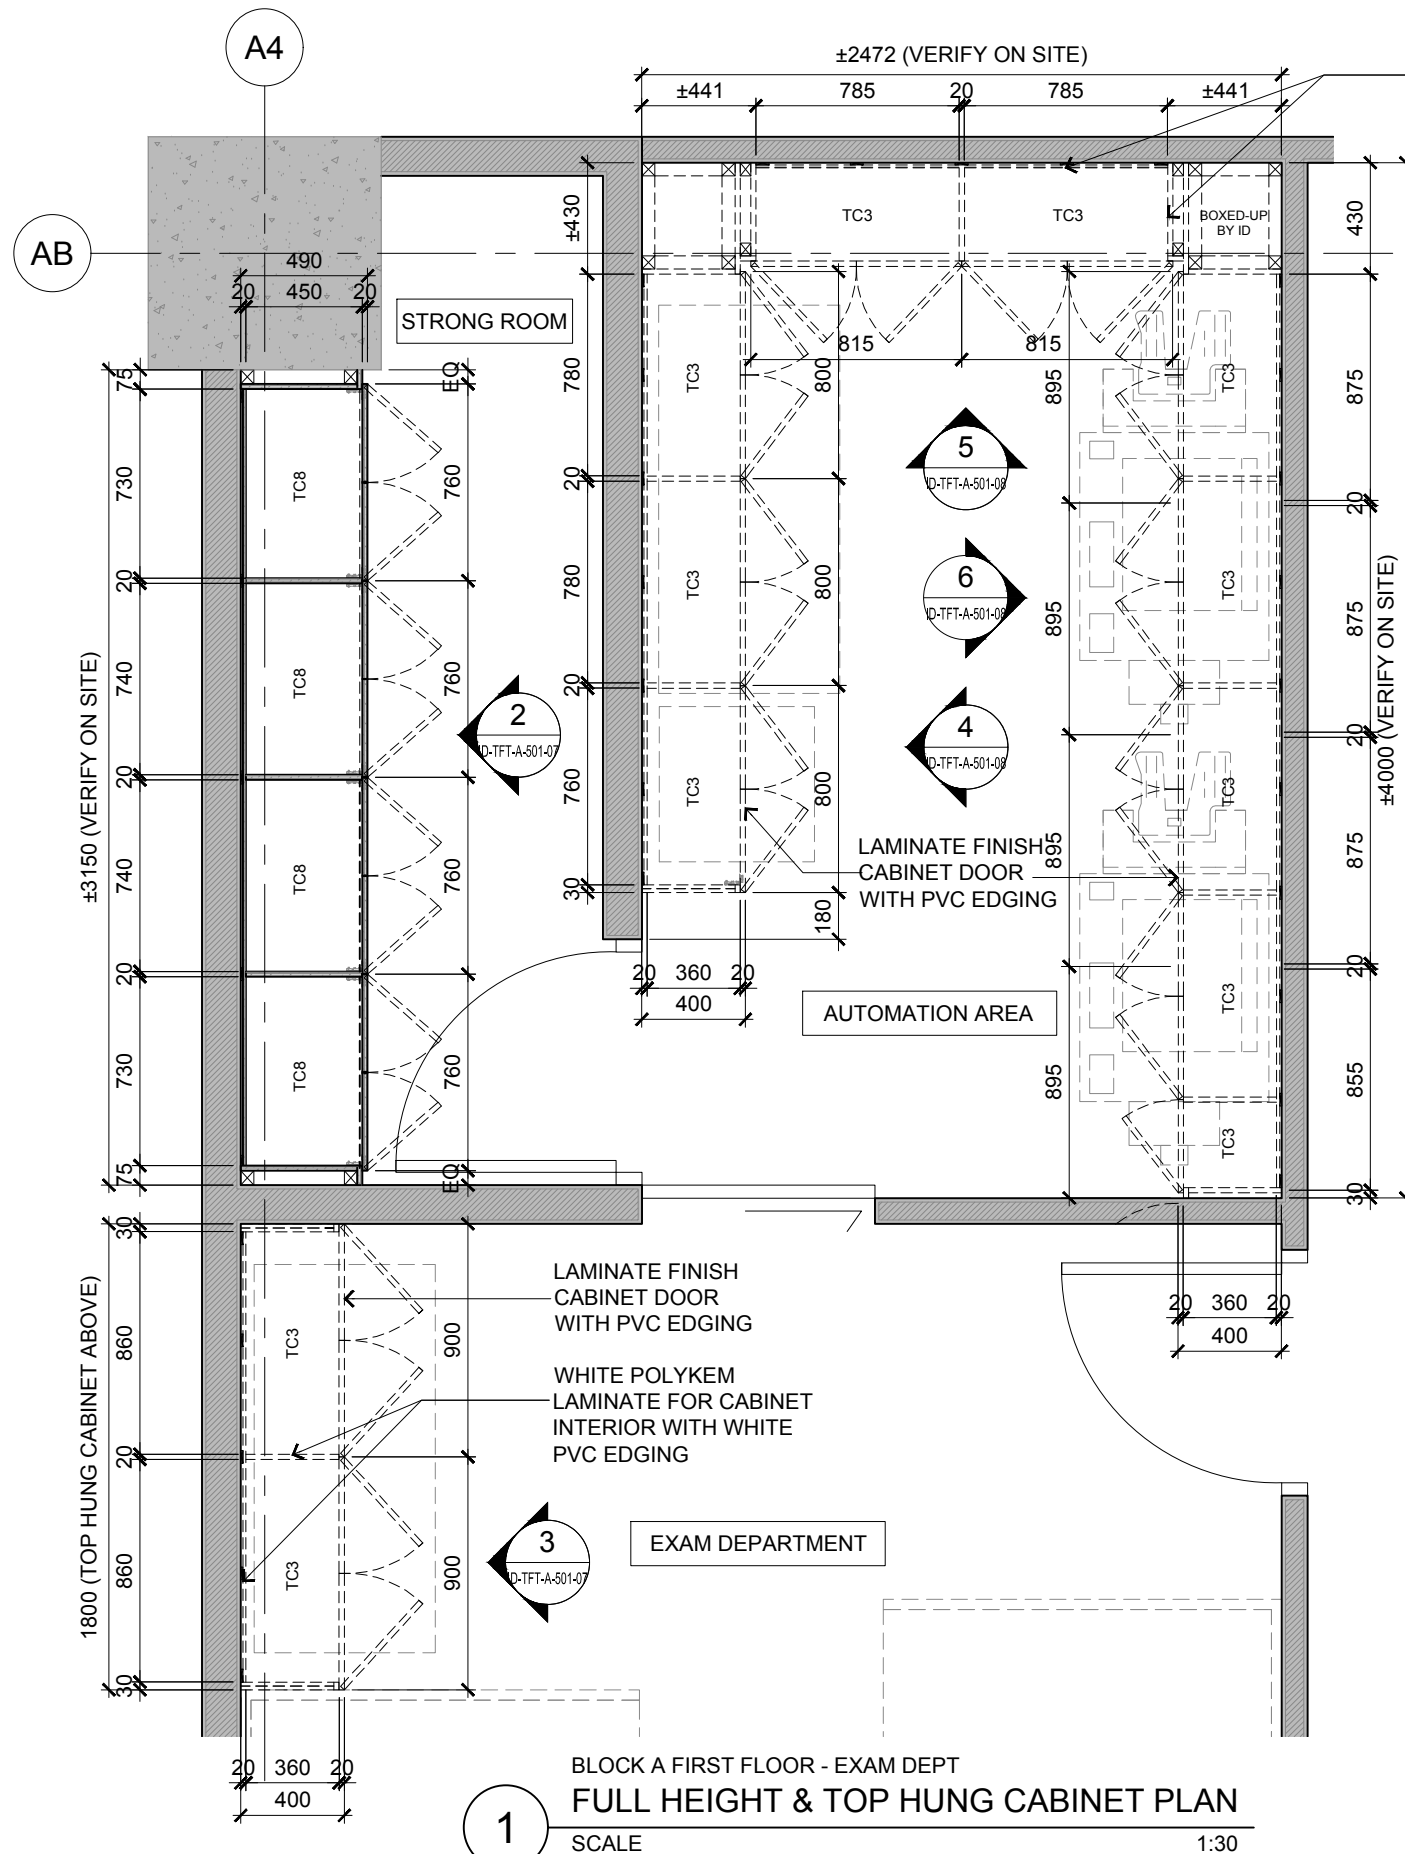 A4
±2472 (VERIFY ON SITE)
±441
785
20
785
±441
AB
±430
430
TC3
TC3
BOXED-UP
BY ID
490
20
450
20
STRONG ROOM
815
815
75
EQ
780
TC3
800
895
TC3
875
730
TC8
760
20
5
ID-TFT-A-501-08
20
20
780
TC3
800
6
ID-TFT-A-501-08
895
TC3
875
±3150 (VERIFY ON SITE)
740
TC8
760
20
2
ID-TFT-A-501-07
4
ID-TFT-A-501-08
20
±4000 (VERIFY ON SITE)
20
760
TC3
800
TC3
875
740
TC8
760
LAMINATE FINISH
CABINET DOOR
WITH PVC EDGING
895
30
180
20
20
20
360
20
400
AUTOMATION AREA
TC3
730
TC8
760
895
855
TC3
75
EQ
30
30
1800 (TOP HUNG CABINET ABOVE)
LAMINATE FINISH
CABINET DOOR
WITH PVC EDGING
20
360
20
400
860
TC3
900
WHITE POLYKEM
LAMINATE FOR CABINET
INTERIOR WITH WHITE
PVC EDGING
20
3
ID-TFT-A-501-07
EXAM DEPARTMENT
860
TC3
900
30
20
360
20
400
BLOCK A FIRST FLOOR - EXAM DEPT
1
FULL HEIGHT & TOP HUNG CABINET PLAN
SCALE
1:30